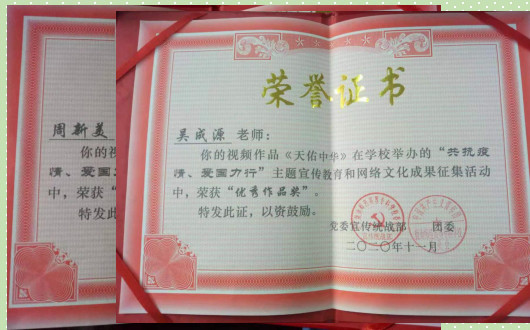 荣誉证书
吴成源 老师：
你的视频作品《天佑中华》在学校举办的“共抗疫
情、爱国力行”主题宣传教育和网络文化成果征集活动
中，荣获“优秀作品奖”。
特发此证，以资鼓励。
党委宣传统战部 团委
二〇二〇年十一月
周新美
你的视
情、爱国
中，荣获“
特发此